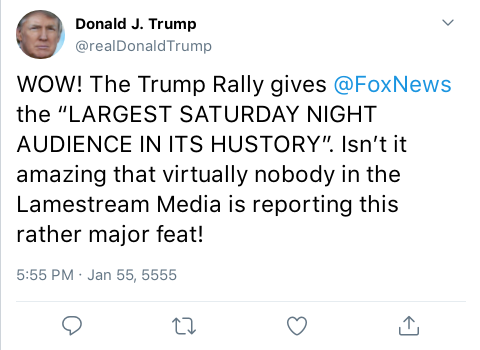 Donald J. Trump
@realDonaldTrump
WOW! The Trump Rally gives @FoxNews
the “LARGEST SATURDAY NIGHT
AUDIENCE IN ITS HUSTORY”. Isn’t it
amazing that virtually nobody in the
Lamestream Media is reporting this
rather major feat!
5:55 PM · Jan 55, 5555